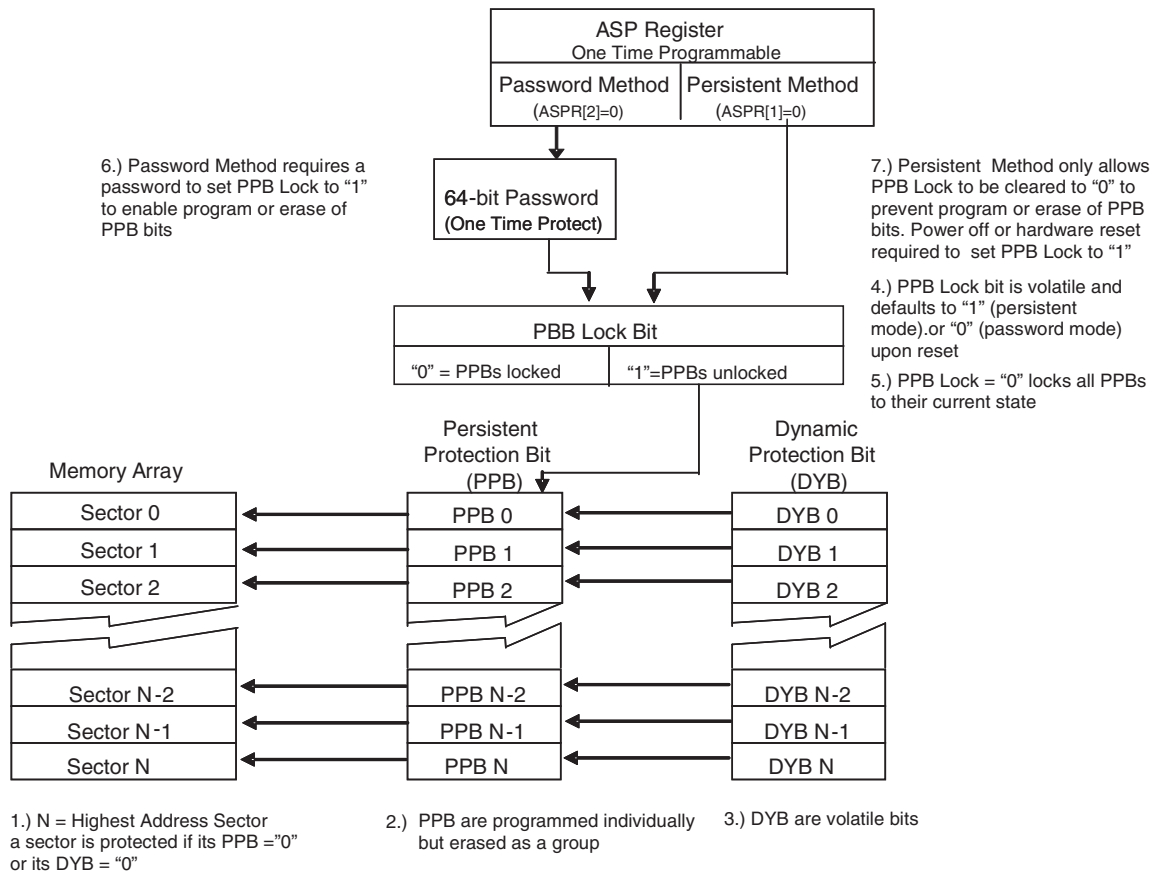 ASP Register
One Time Programmable
Password Method
(ASPR[2]=0)
Persistent Method
(ASPR[1]=0)
6.) Password Method requires a
password to set PPB Lock to “1”
to enable program or erase of
PPB bits
64-bit Password
(One Time Protect)
7.) Persistent Method only allows
PPB Lock to be cleared to “0” to
prevent program or erase of PPB
bits. Power off or hardware reset
required to set PPB Lock to “1”
4.) PPB Lock bit is volatile and
defaults to “1” (persistent
mode).or “0” (password mode)
upon reset
5.) PPB Lock = “0” locks all PPBs
to their current state
PBB Lock Bit
“0” = PPBs locked
“1”=PPBs unlocked
Memory Array
Persistent
Protection Bit
(PPB)
Dynamic
Protection Bit
(DYB)
Sector 0
PPB 0
DYB 0
Sector 1
PPB 1
DYB 1
Sector 2
PPB 2
DYB 2
Sector N-2
PPB N-2
DYB N-2
Sector N-1
PPB N-1
DYB N-1
Sector N
PPB N
DYB N
1.) N = Highest Address Sector
a sector is protected if its PPB =”0”
or its DYB = “0”
2.) PPB are programmed individually
but erased as a group
3.) DYB are volatile bits